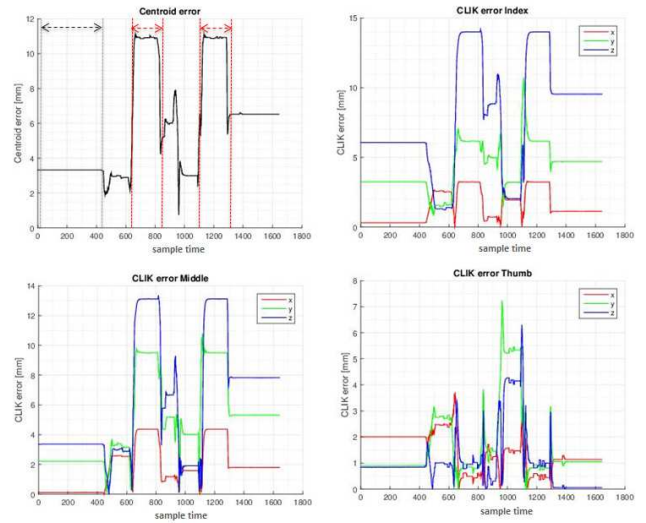 Centroid error
Centroid error [mm]
12
10
8
6
4
2
0
0 200 400 600 800 1000 1200 1400 1600 1800
sample time
CLIK error Index
CLIK error [mm]
15
10
5
0
x
y
z
0 200 400 600 800 1000 1200 1400 1600 1800
sample time
CLIK error Middle
CLIK error [mm]
14
12
10
8
6
4
2
0
x
y
z
0 200 400 600 800 1000 1200 1400 1600 1800
sample time
CLIK error Thumb
CLIK error [mm]
8
7
6
5
4
3
2
1
0
x
y
z
0 200 400 600 800 1000 1200 1400 1600 1800
sample time